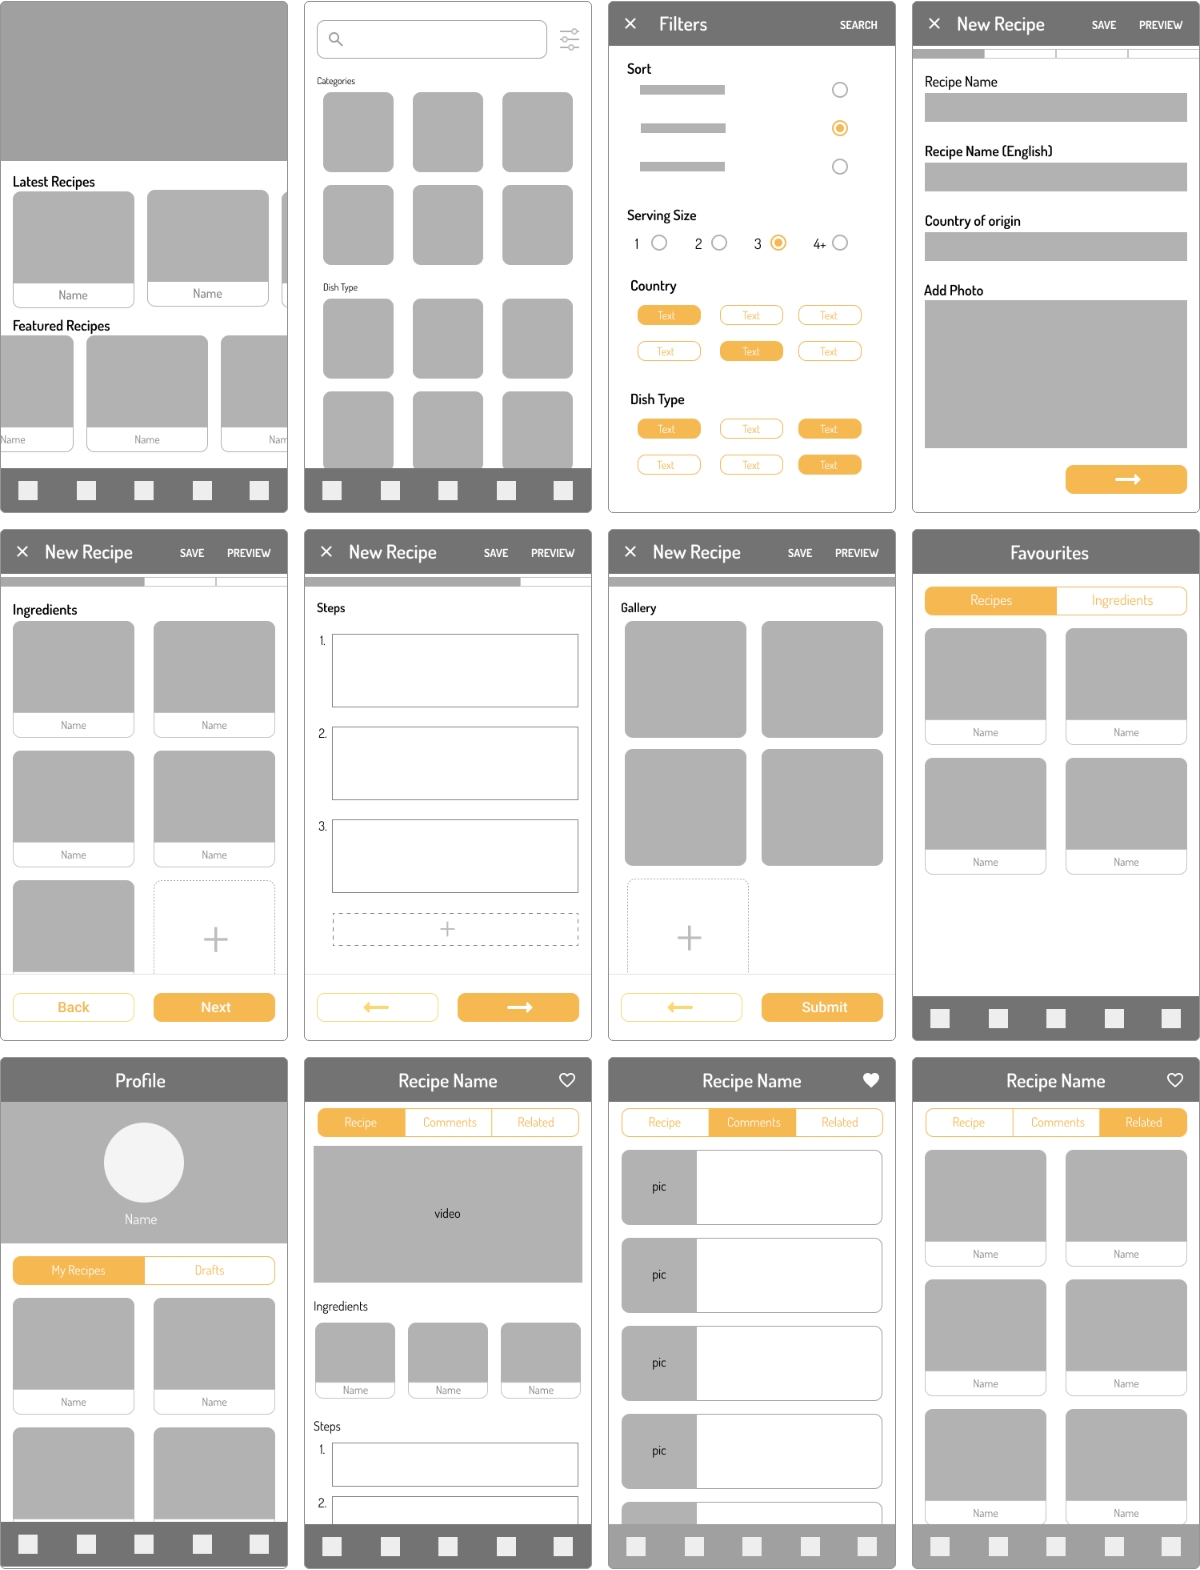 Latest Recipes
Name
Name
Featured Recipes
Name
Name
Nam
Categories
Dish Type
Filters SEARCH
Sort
Serving Size
1 2 3 4+
Country
Text Text Text
Text Text Text
Dish Type
Text Text Text
Text Text Text
New Recipe SAVE PREVIEW
Recipe Name
Recipe Name (English)
Country of origin
Add Photo
New Recipe SAVE PREVIEW
Ingredients
Name Name
Name Name
Back Next
New Recipe SAVE PREVIEW
Steps
1.
2.
3.
New Recipe SAVE PREVIEW
Gallery
Submit
Favourites
Recipes Ingredients
Name Name
Name Name
Profile
Name
My Recipes Drafts
Name Name
Recipe Name
Recipe Comments Related
video
Ingredients
Name Name Name
Steps
1.
2.
Recipe Name
Recipe Comments Related
pic
pic
pic
pic
Recipe Name
Recipe Comments Related
Name Name
Name Name
Name Name